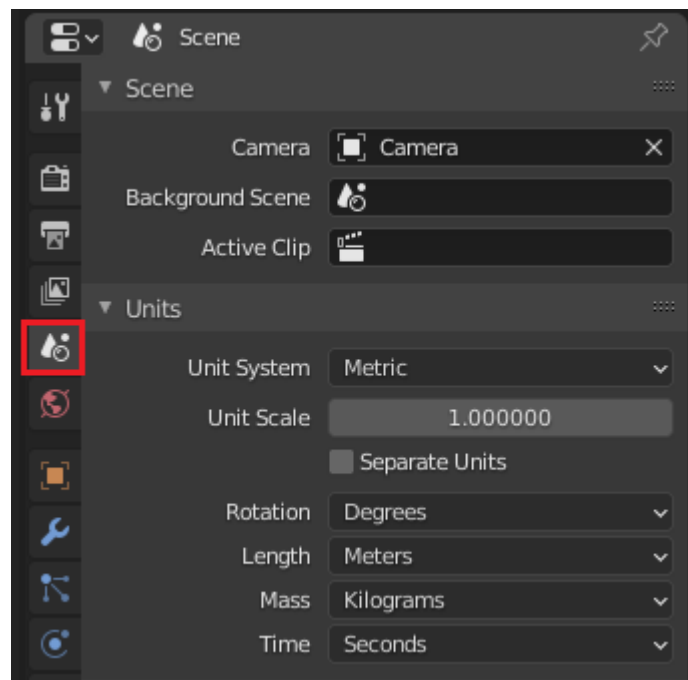 Scene
Scene
Camera Camera
Background Scene
Active Clip
Units
Unit System Metric
Unit Scale 1.000000
Separate Units
Rotation Degrees
Length Meters
Mass Kilograms
Time Seconds